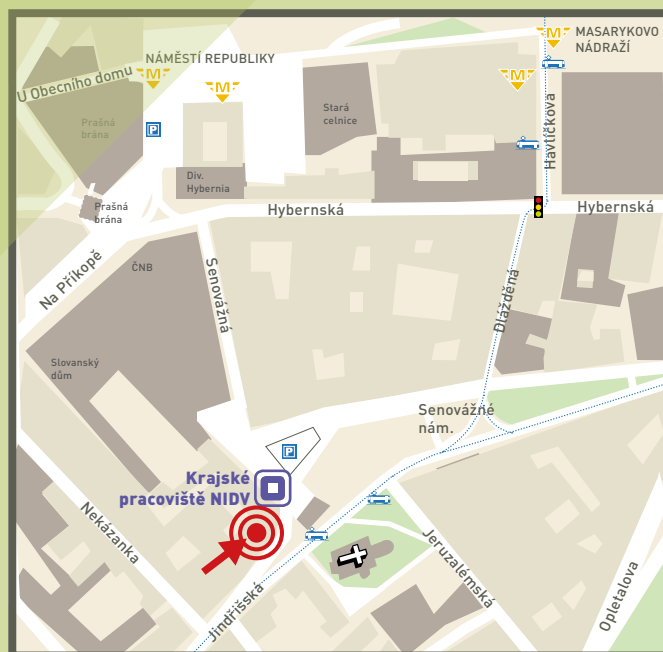 MASARYKOVO
NÁDRAŽÍ
NÁMĚSTÍ REPUBLIKY
U Obecního domu
Prašná
brána
Stará
celnice
Havlíčkova
P
Div.
Hybernia
Prašná
brána
Hybernská
Hybernská
ČNB
Na Příkopě
Senovážná
Dlážděná
Slovanský
dům
Senovážné
nám.
P
Krajské
pracoviště NIDV
Nekázanka
Jindřišská
Jeruzalémská
Opletalova
M
M
M
M